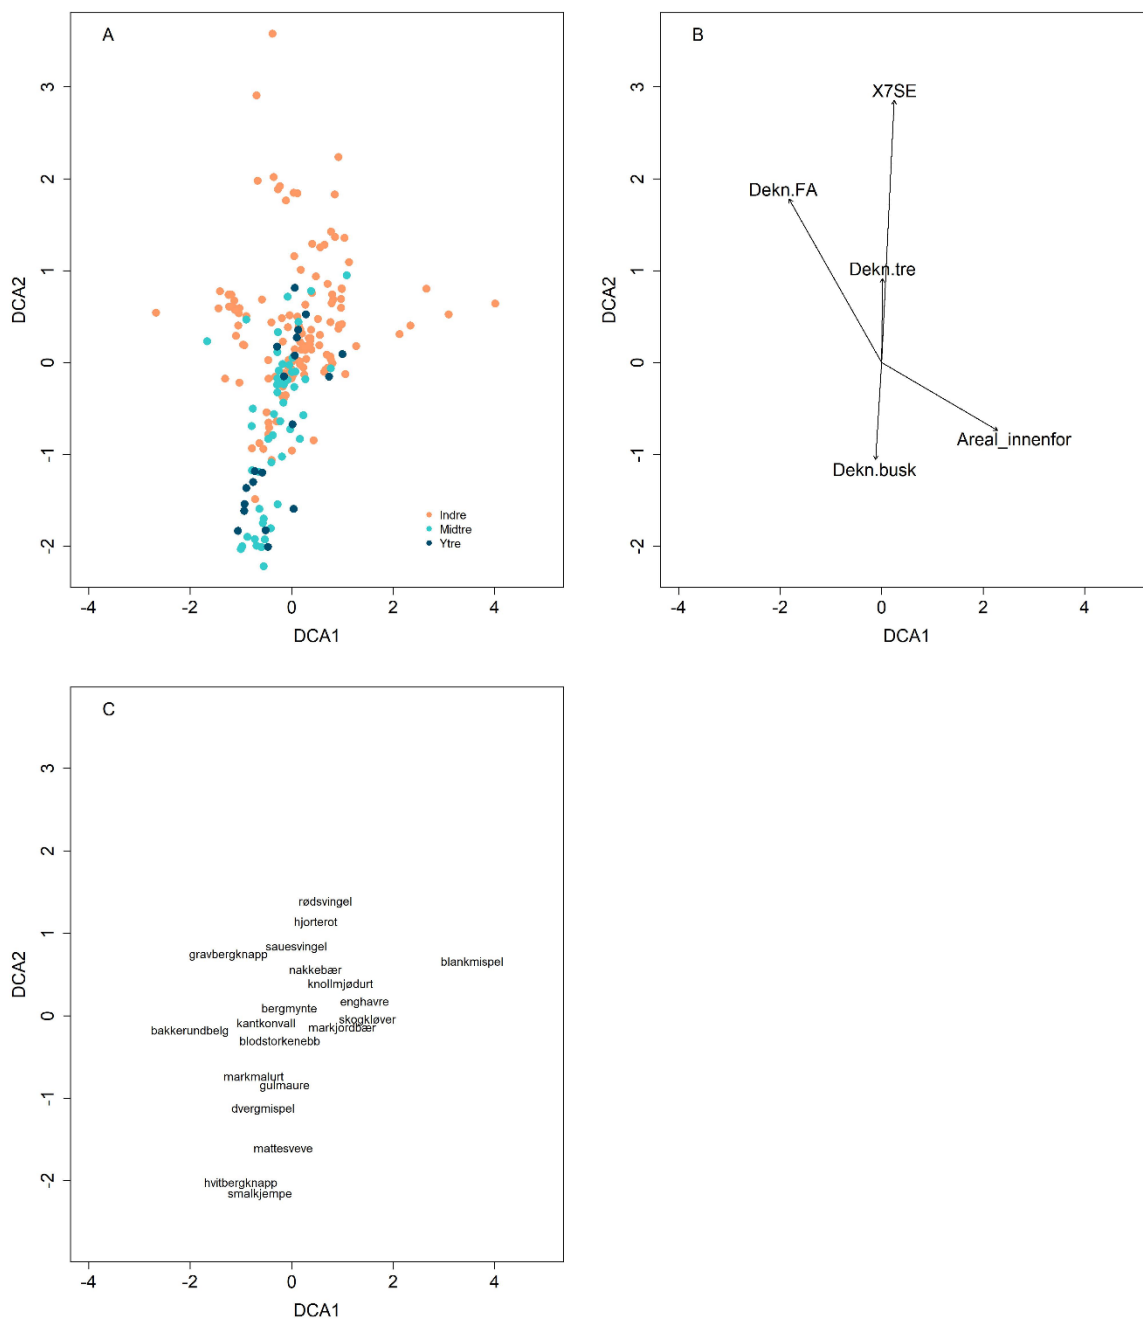 A
3
2
1
0
-1
-2
DCA2
Indre
Midtre
Ytre
-4
-2
0
2
4
DCA1
B
X7SE
Dekn.FA
Dekn.tre
Areal_innenfor
Dekn.busk
3
2
1
0
-1
-2
DCA2
-4
-2
0
2
4
DCA1
C
3
2
1
0
-1
-2
DCA2
rødsvingel
hjorterot
sauesvingel
gravbergknapp
blankmispel
nakkebær
knollmjødurt
enghavre
bergmynte
skogkløver
kantkonvall
markjordbær
bakkerundbelg
blodstorkenebb
markmalurt
gulmaure
dvergmispel
mattesveve
hvitbergknapp
smalkjempe
-4
-2
0
2
4
DCA1